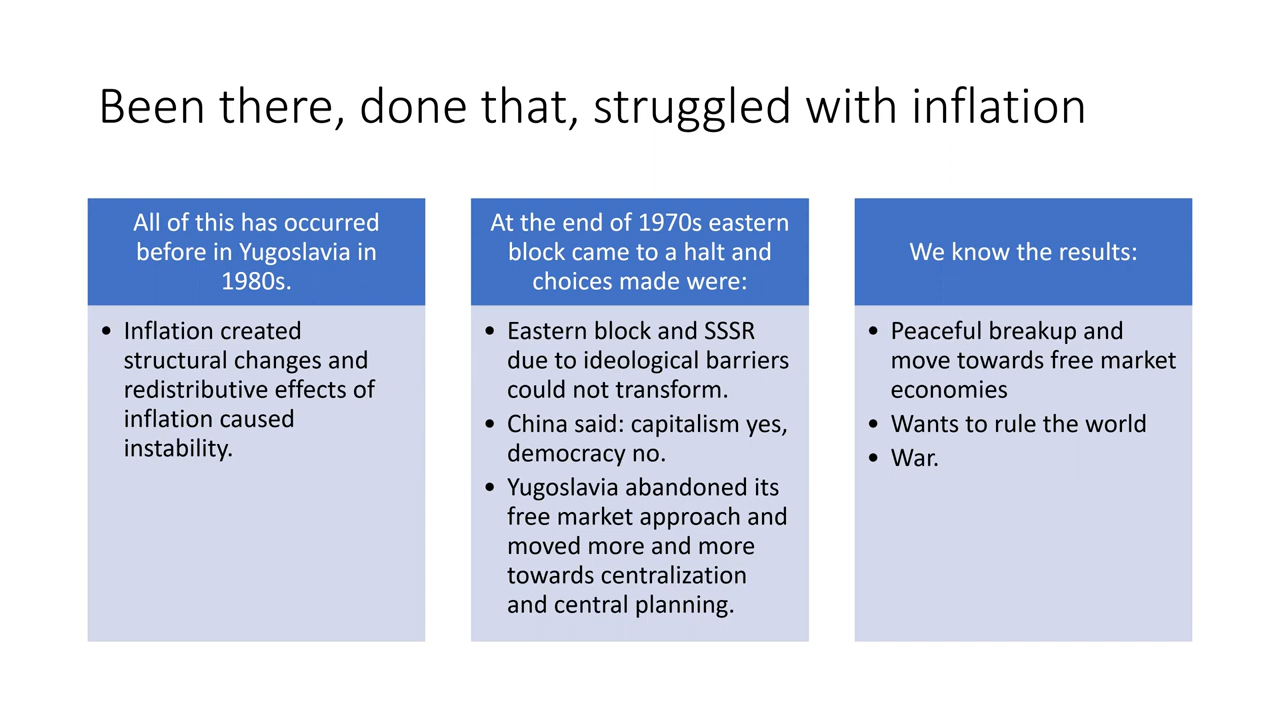 Been there, done that, struggled with inflation
All of this has occurred
before in Yugoslavia in
1980s.
• Inflation created
structural changes and
redistributive effects of
inflation caused
instability.
At the end of 1970s eastern
block came to a halt and
choices made were:
• Eastern block and SSSR
due to ideological barriers
could not transform.
• China said: capitalism yes,
democracy no.
• Yugoslavia abandoned its
free market approach and
moved more and more
towards centralization
and central planning.
We know the results:
• Peaceful breakup and
move towards free market
economies
• Wants to rule the world
• War.